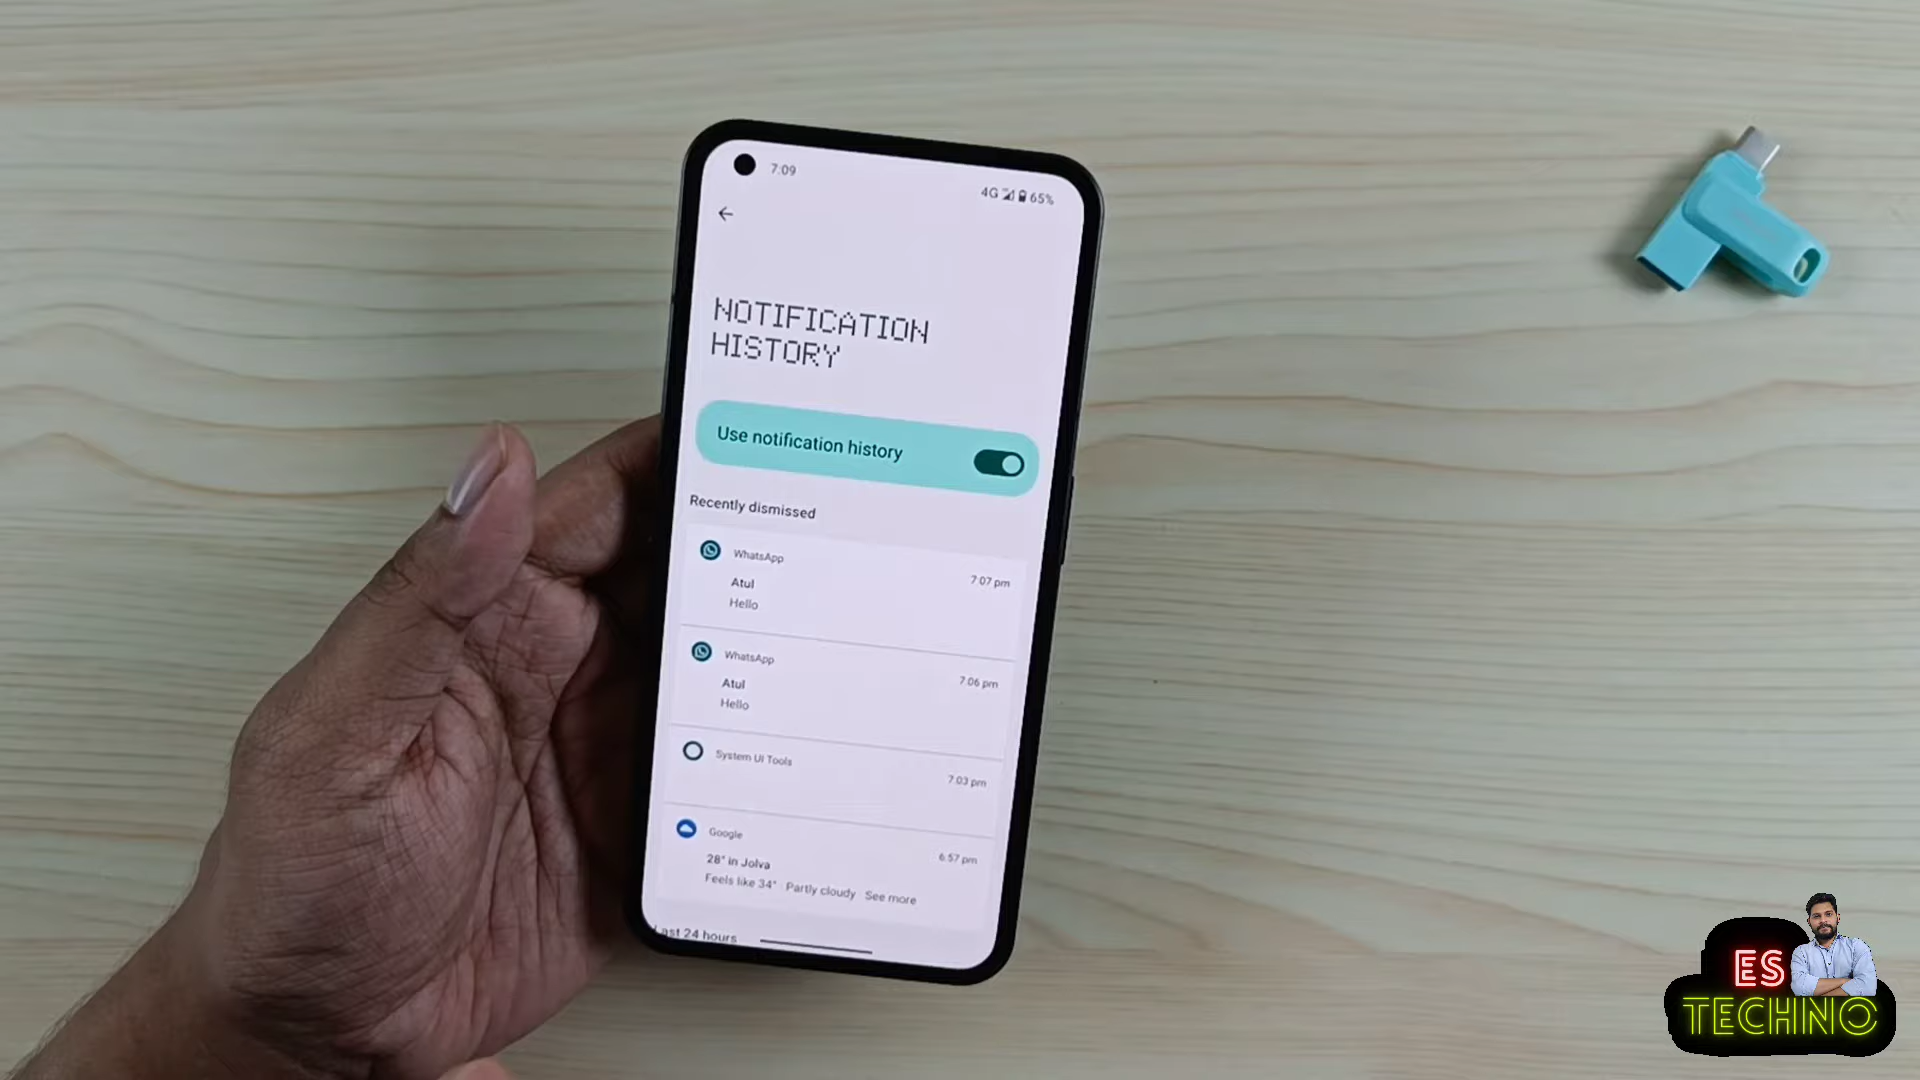 7:09
4G 65%
NOTIFICATION
HISTORY
Use notification history
Recently dismissed
WhatsApp
7:07 pm
Atul
Hello
WhatsApp
7:06 pm
Atul
Hello
System UI Tools
7:03 pm
Google
6:57 pm
28° in Jolva
Feels like 34° · Partly cloudy · See more
Last 24 hours
ES
TECHNO